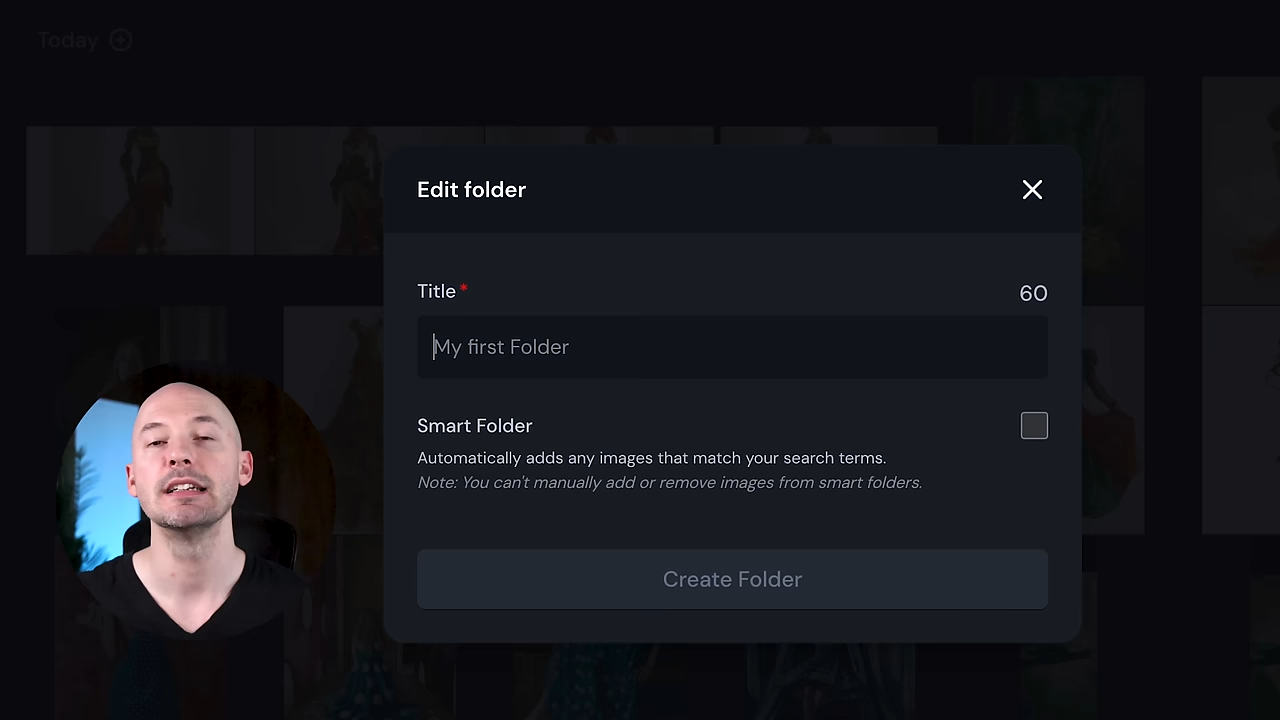 Today
Edit folder
Title*
60
My first Folder
Smart Folder
Automatically adds any images that match your search terms.
Note: You can't manually add or remove images from smart folders.
Create Folder